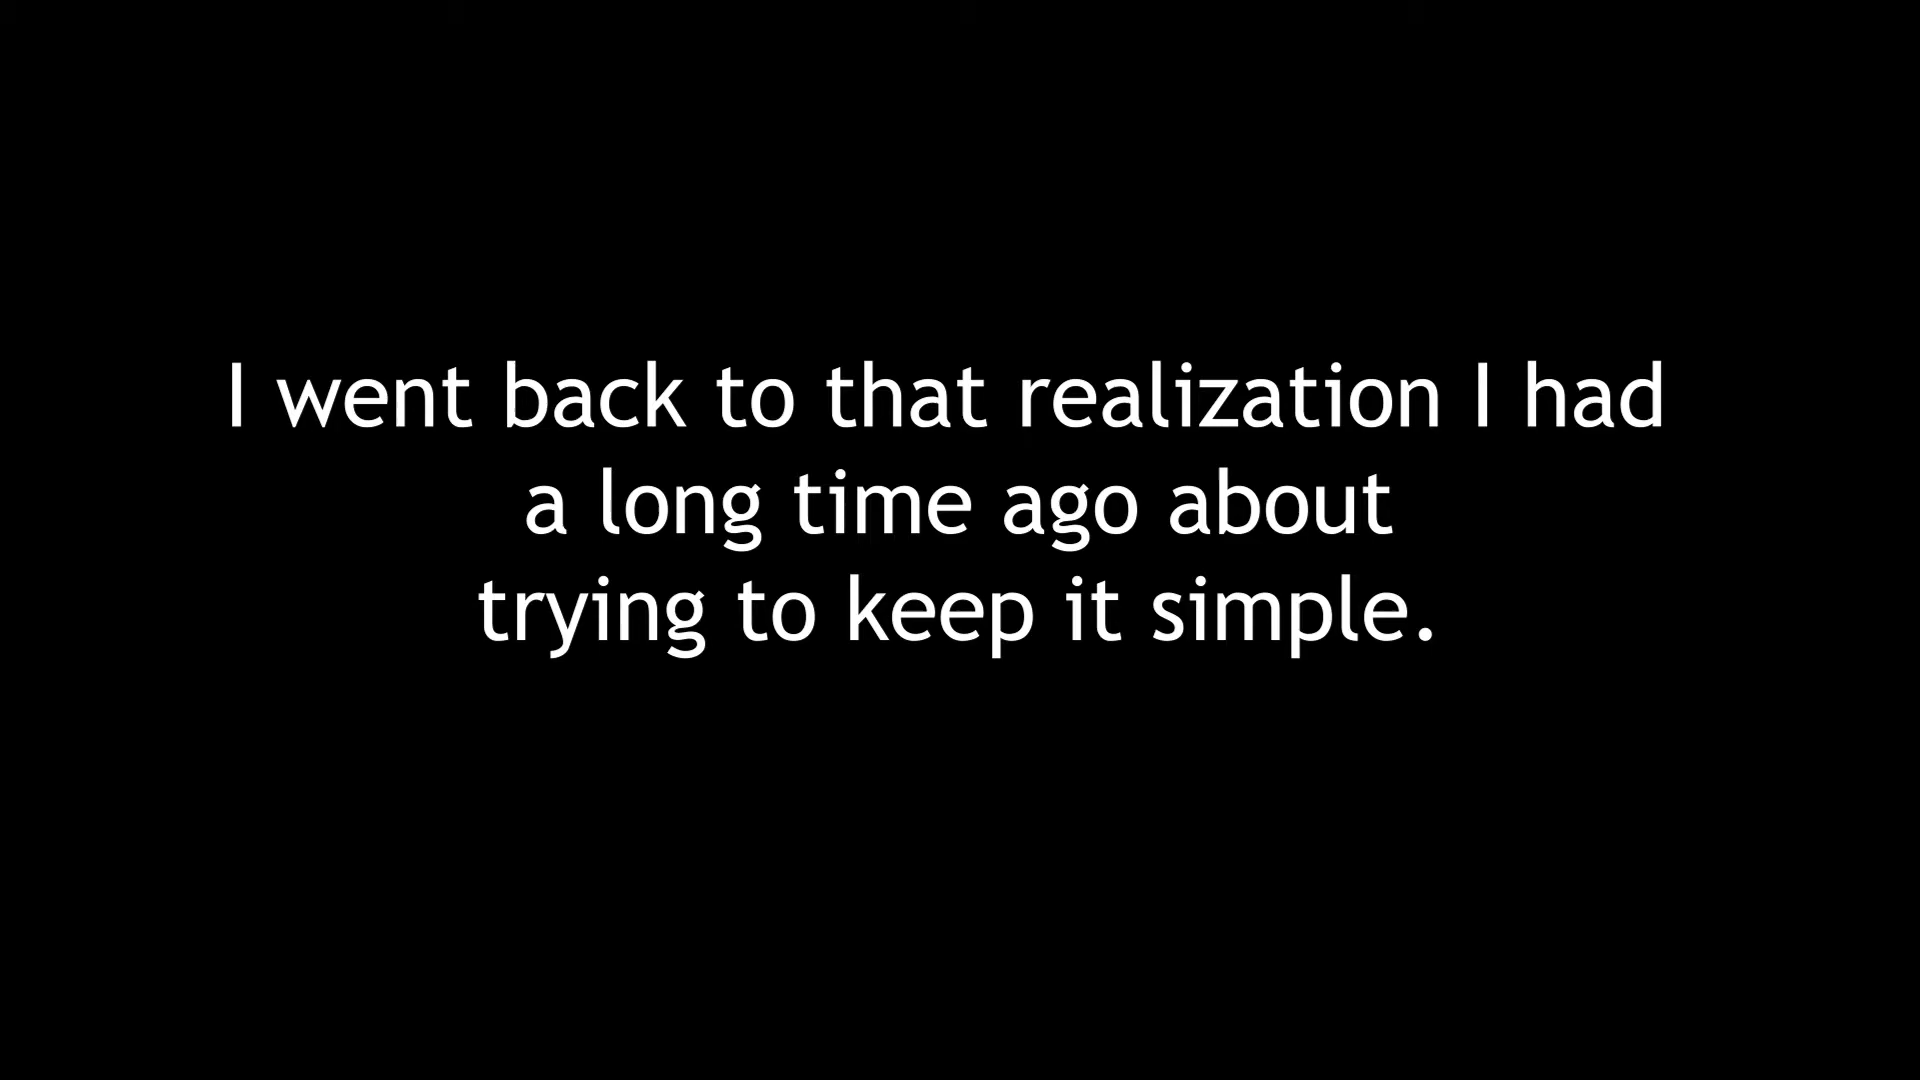 I went back to that realization I had
a long time ago about
trying to keep it simple.